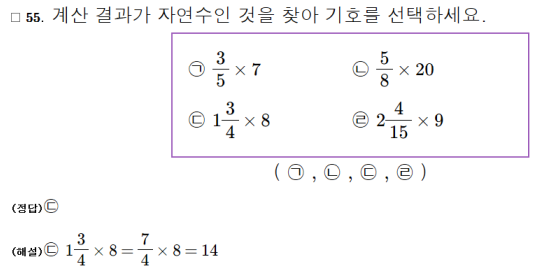 □ 55. 계산 결과가 자연수인 것을 찾아 기호를 선택하세요.
㉠ 3/5 × 7 ㉡ 5/8 × 20
㉢ 1 3/4 × 8 ㉣ 2 4/15 × 9
( ㉠ , ㉡ , ㉢ , ㉣ )
(정답) ㉢
(해설) ㉢ 1 3/4 × 8 = 7/4 × 8 = 14